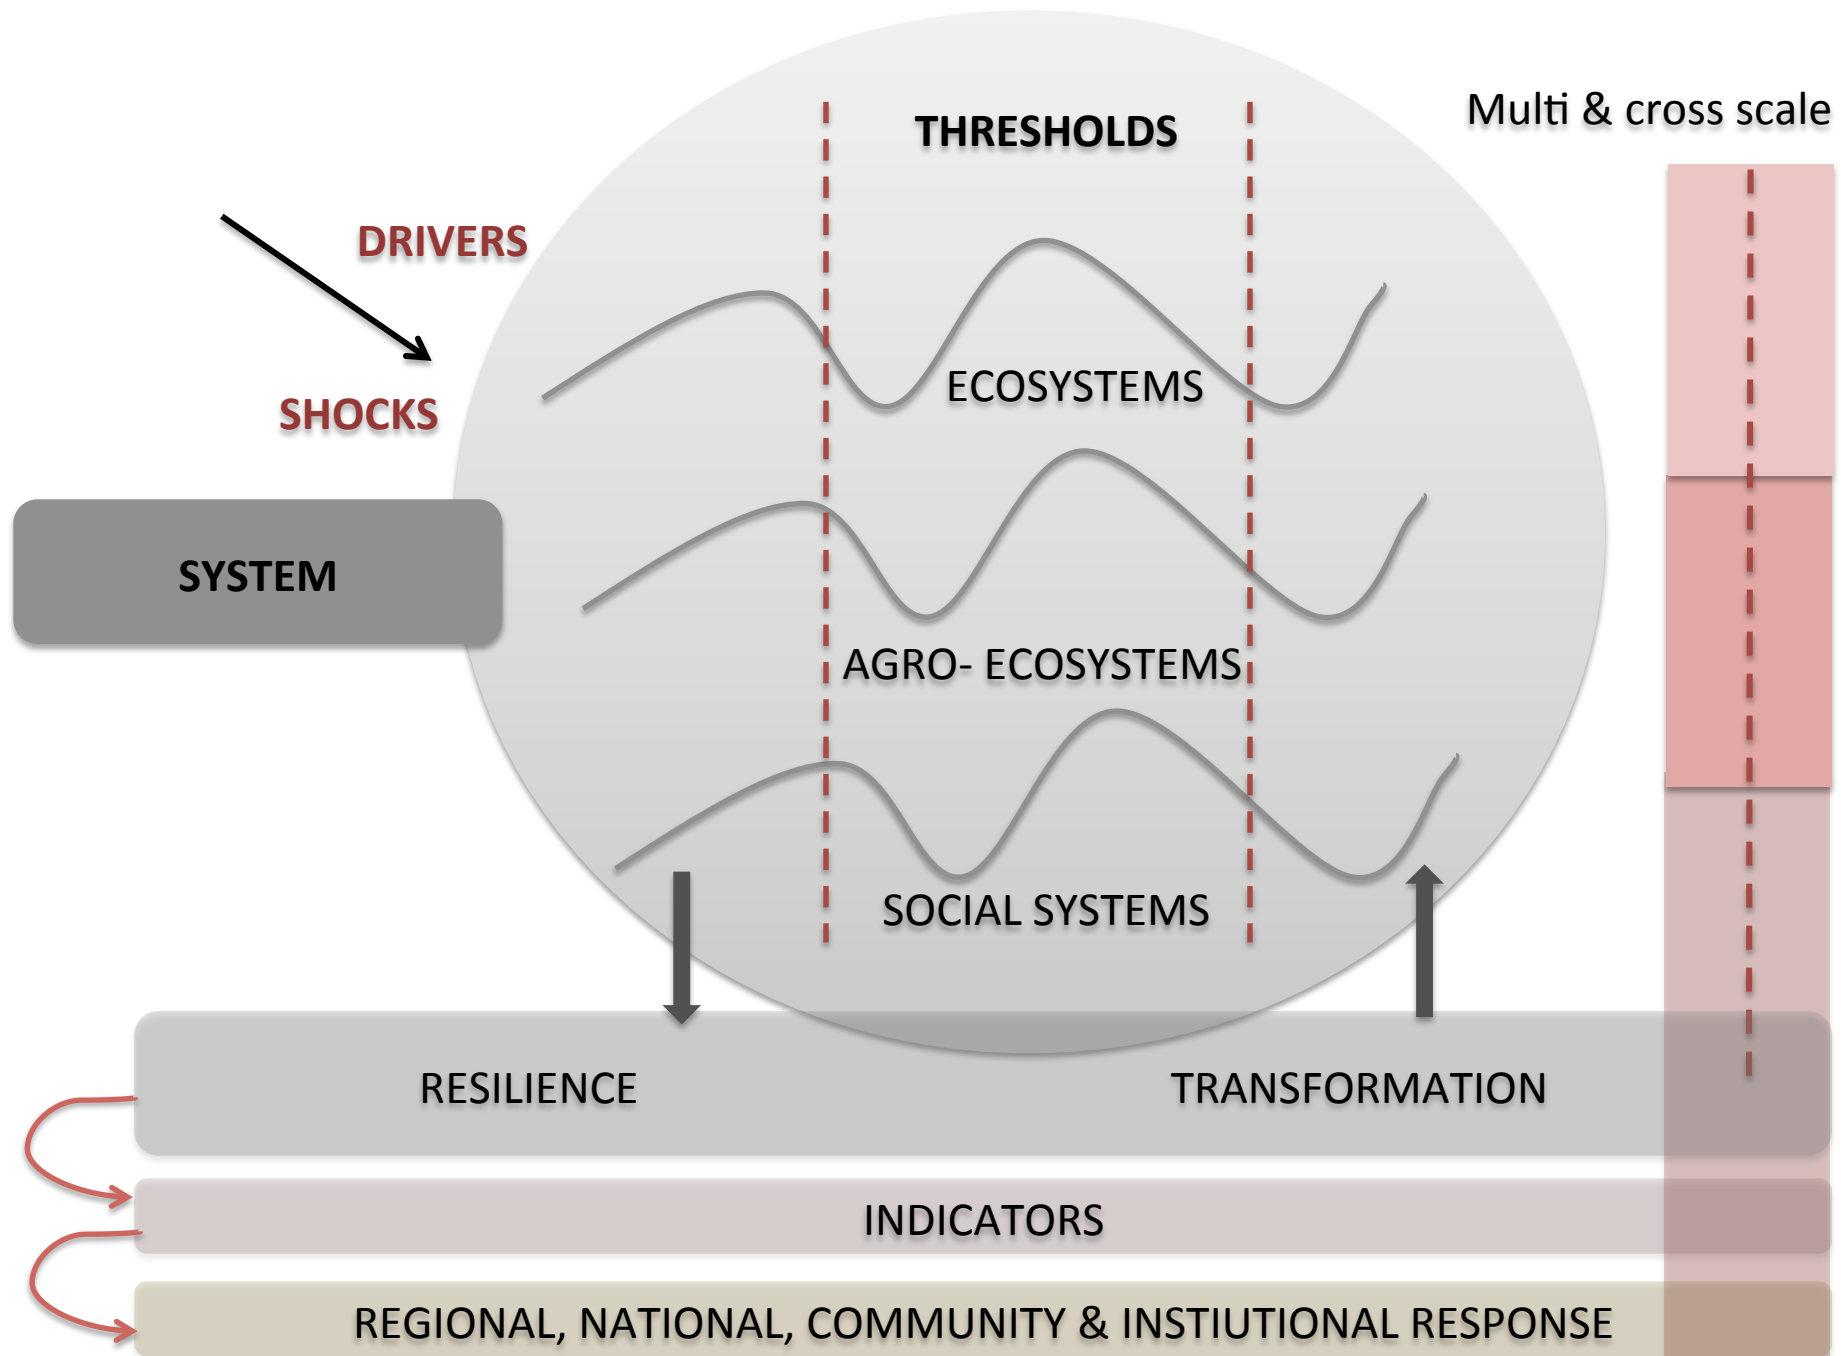 THRESHOLDS
Multi & cross scale
DRIVERS
SHOCKS
ECOSYSTEMS
SYSTEM
AGRO- ECOSYSTEMS
SOCIAL SYSTEMS
RESILIENCE
TRANSFORMATION
INDICATORS
REGIONAL, NATIONAL, COMMUNITY & INSTIUTIONAL RESPONSE